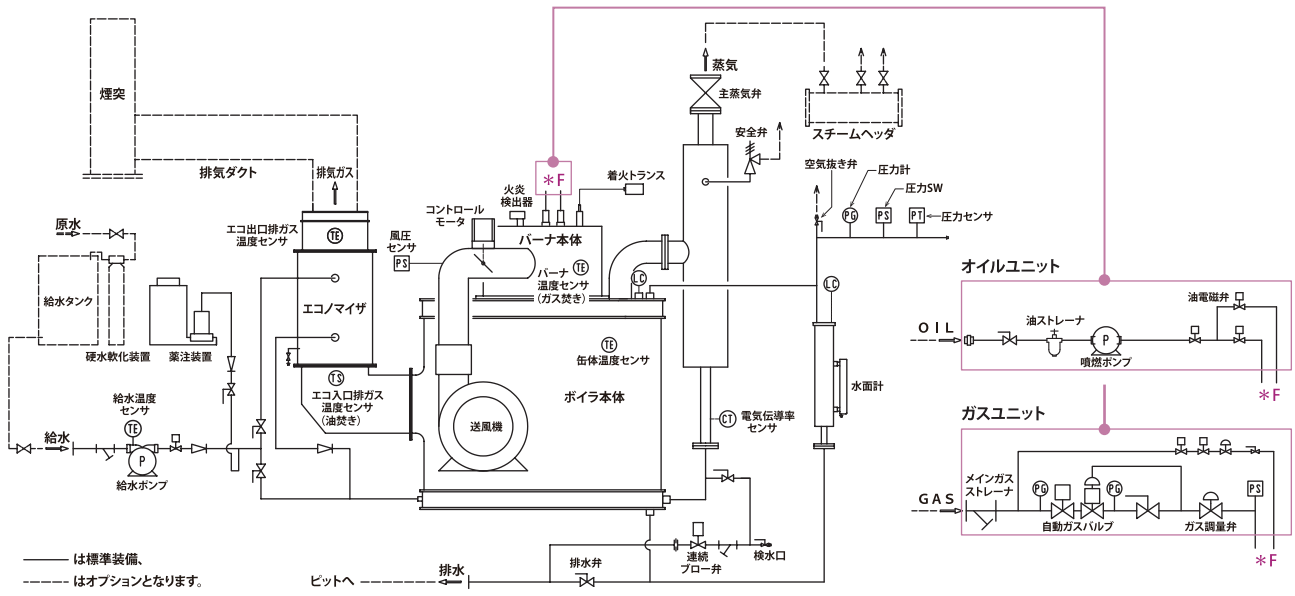 煙突
排気ダクト
排気ガス
原水
給水タンク
硬水軟化装置
薬注装置
給水温度
センサ
TE
給水
P
給水ポンプ
エコ出口排ガス
温度センサ
TE
エコノマイザ
TS
エコ入口排ガス
温度センサ
(油焚き)
風圧
センサ
PS
コントロール
モータ
火炎
検出器
＊F
着火トランス
バーナ本体
バーナ
温度センサ
(ガス焚き)
TE
LC
TE
缶体温度センサ
ボイラ本体
送風機
蒸気
主蒸気弁
安全弁
スチームヘッダ
空気抜き弁
圧力計
圧力SW
圧力センサ
PG
PS
PT
LC
水面計
CT
電気伝導率
センサ
連続
ブロー弁
検水口
排水弁
排水
ピットへ
オイルユニット
OIL
油ストレーナ
P
噴燃ポンプ
油電磁弁
＊F
ガスユニット
GAS
メインガス
ストレーナ
PG
自動ガスバルブ
PG
ガス調量弁
PS
＊F
は標準装備、
はオプションとなります。